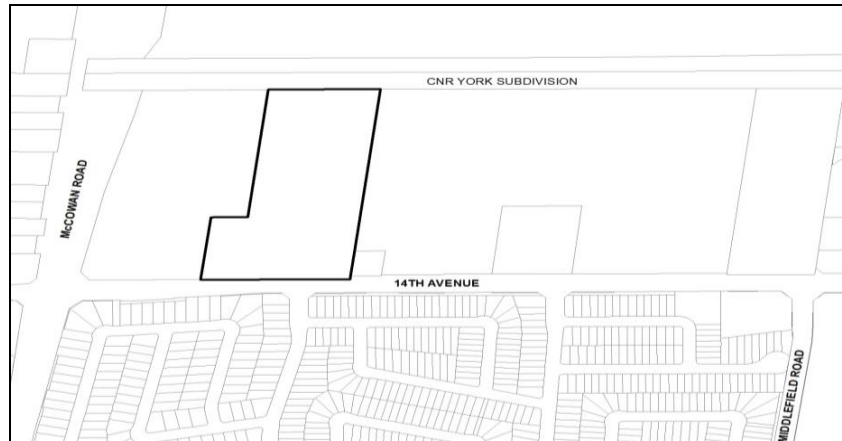 CNR YORK SUBDIVISION
McCOWAN ROAD
14TH AVENUE
MIDDLEFIELD ROAD